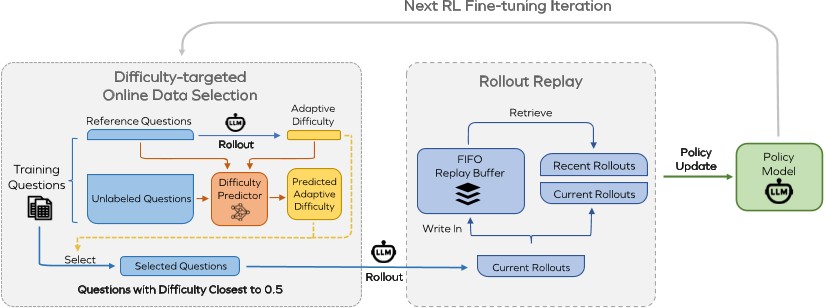 Next RL Fine-tuning Iteration
Difficulty-targeted
Online Data Selection
Reference Questions
LLM
Rollout
Adaptive
Difficulty
Training
Questions
Unlabeled Questions
Difficulty
Predictor
Predicted
Adaptive
Difficulty
Select
Selected Questions
Questions with Difficulty Closest to 0.5
LLM
Rollout
Rollout Replay
Retrieve
FIFO
Replay Buffer
Recent Rollouts
Current Rollouts
Write In
Current Rollouts
Policy
Update
Policy
Model
LLM